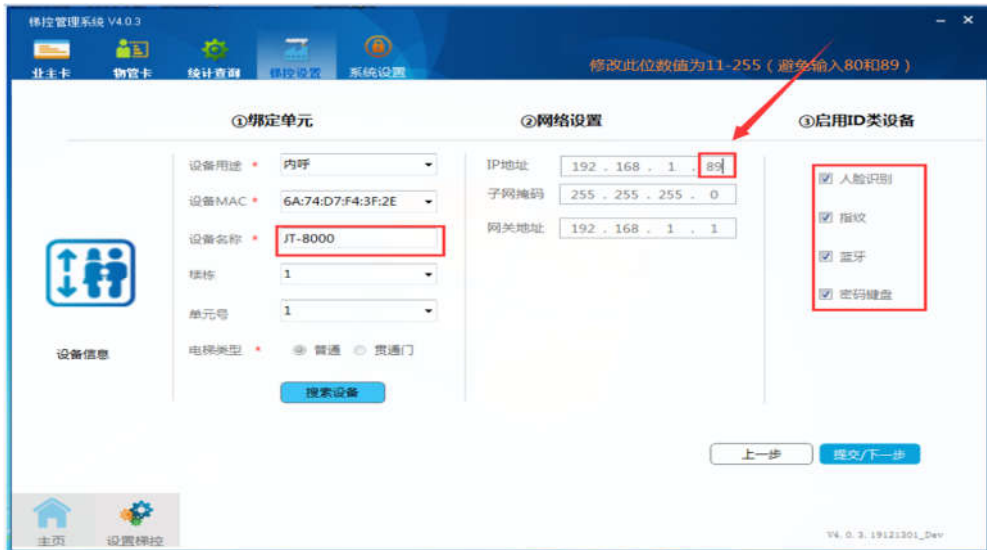 梯控管理系统 V4.0.3
业主卡 物管卡 统计查询 梯控设置 系统设置
修改此位数值为11-255（避免输入80和89）
①绑定单元 ②网络设置 ③启用ID类设备
设备用途 * 内呼
设备MAC * 6A:74:D7:F4:3F:2E
设备名称 * JT-8000
楼栋 1
单元号 1
电梯类型 * 普通 贯通门
搜索设备
IP地址 192 . 168 . 1 . 89
子网掩码 255 . 255 . 255 . 0
网关地址 192 . 168 . 1 . 1
人脸识别
指纹
蓝牙
密码键盘
设备信息
上一步 提交/下一步
主页 设置梯控
V4.0.3.19121301_Dev